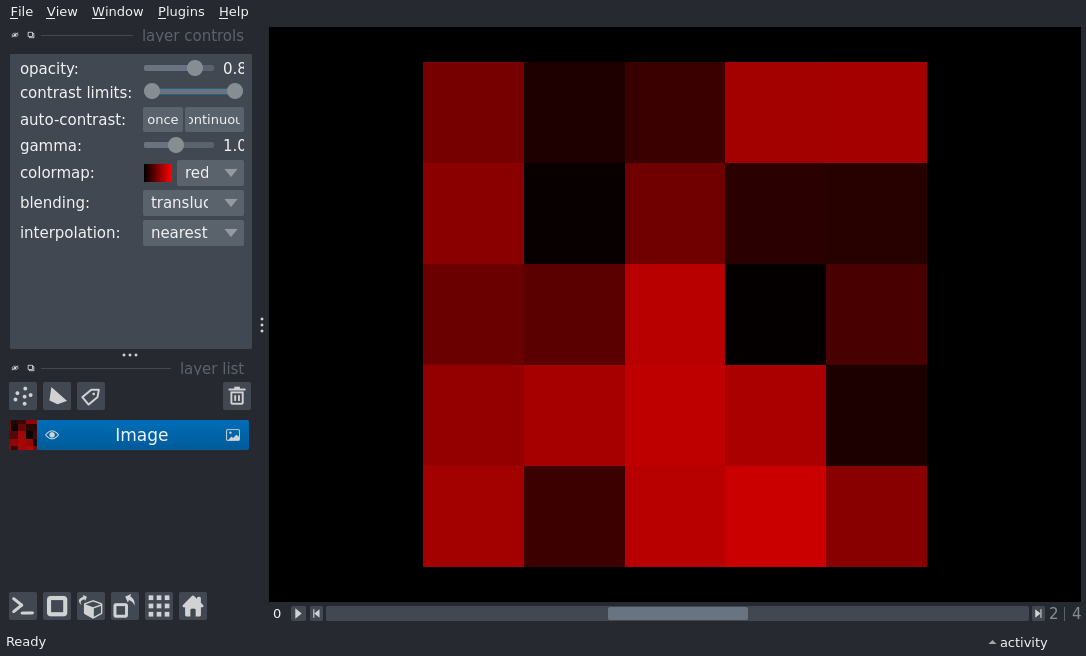 File View Window Plugins Help
layer controls
opacity: 0.8
contrast limits:
auto-contrast: once ontinuou
gamma: 1.0
colormap: red
blending: transluc
interpolation: nearest
layer list
Image
0 2 | 4
Ready activity